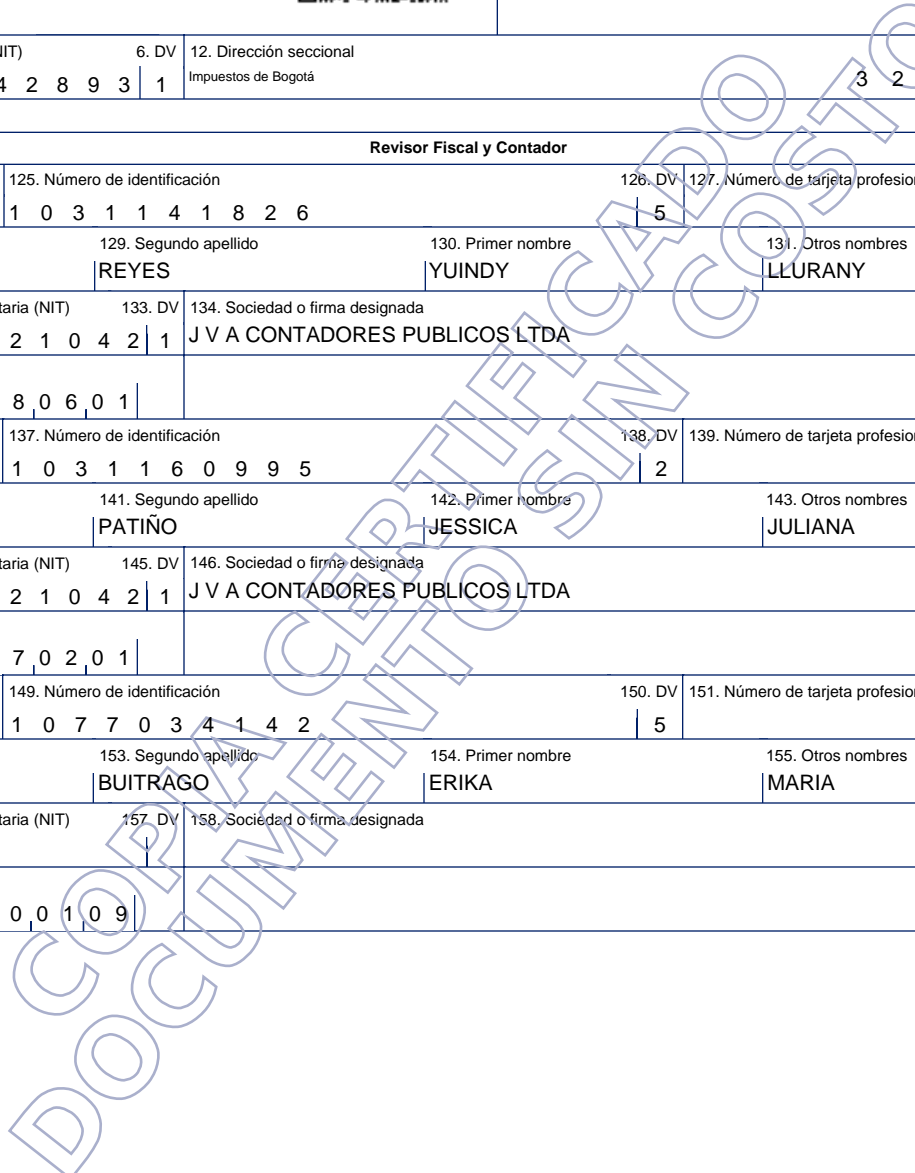 NIT) 6. DV 12. Dirección seccional
4 2 8 9 3 1 Impuestos de Bogotá 3 2
Revisor Fiscal y Contador
125. Número de identificación 126. DV 127. Número de tarjeta profesion
1 0 3 1 1 4 1 8 2 6 5
129. Segundo apellido 130. Primer nombre 131. Otros nombres
REYES YUINDY LLURANY
taria (NIT) 133. DV 134. Sociedad o firma designada
2 1 0 4 2 1 J V A CONTADORES PUBLICOS LTDA
8 0 6 0 1
137. Número de identificación 138. DV 139. Número de tarjeta profesion
1 0 3 1 1 6 0 9 9 5 2
141. Segundo apellido 142. Primer nombre 143. Otros nombres
PATIÑO JESSICA JULIANA
taria (NIT) 145. DV 146. Sociedad o firma designada
2 1 0 4 2 1 J V A CONTADORES PUBLICOS LTDA
7 0 2 0 1
149. Número de identificación 150. DV 151. Número de tarjeta profesion
1 0 7 7 0 3 4 1 4 2 5
153. Segundo apellido 154. Primer nombre 155. Otros nombres
BUITRAGO ERIKA MARIA
taria (NIT) 157. DV 158. Sociedad o firma designada
0 0 1 0 9
COPIA CERTIFICADO
DOCUMENTO SIN COSTO